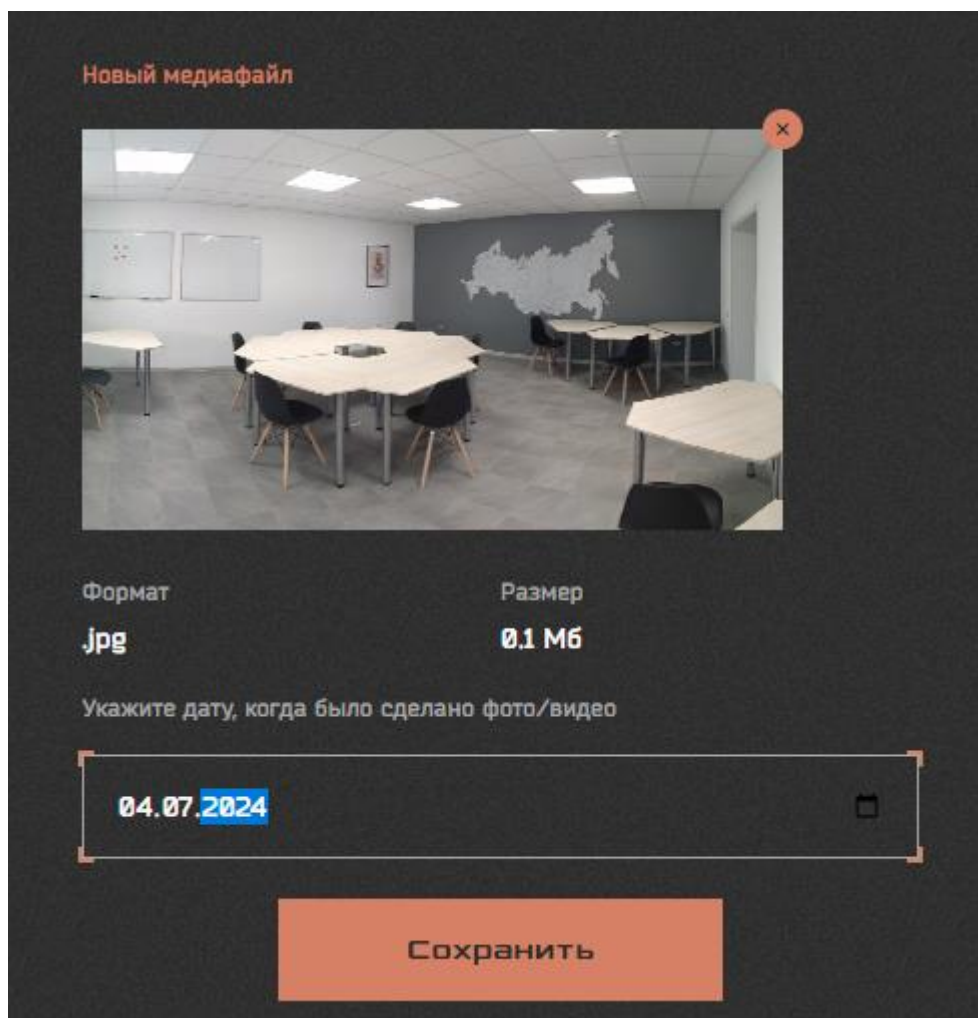 Новый медиафайл
Формат Размер
.jpg 0.1 Мб
Укажите дату, когда было сделано фото/видео
04.07.2024
Сохранить